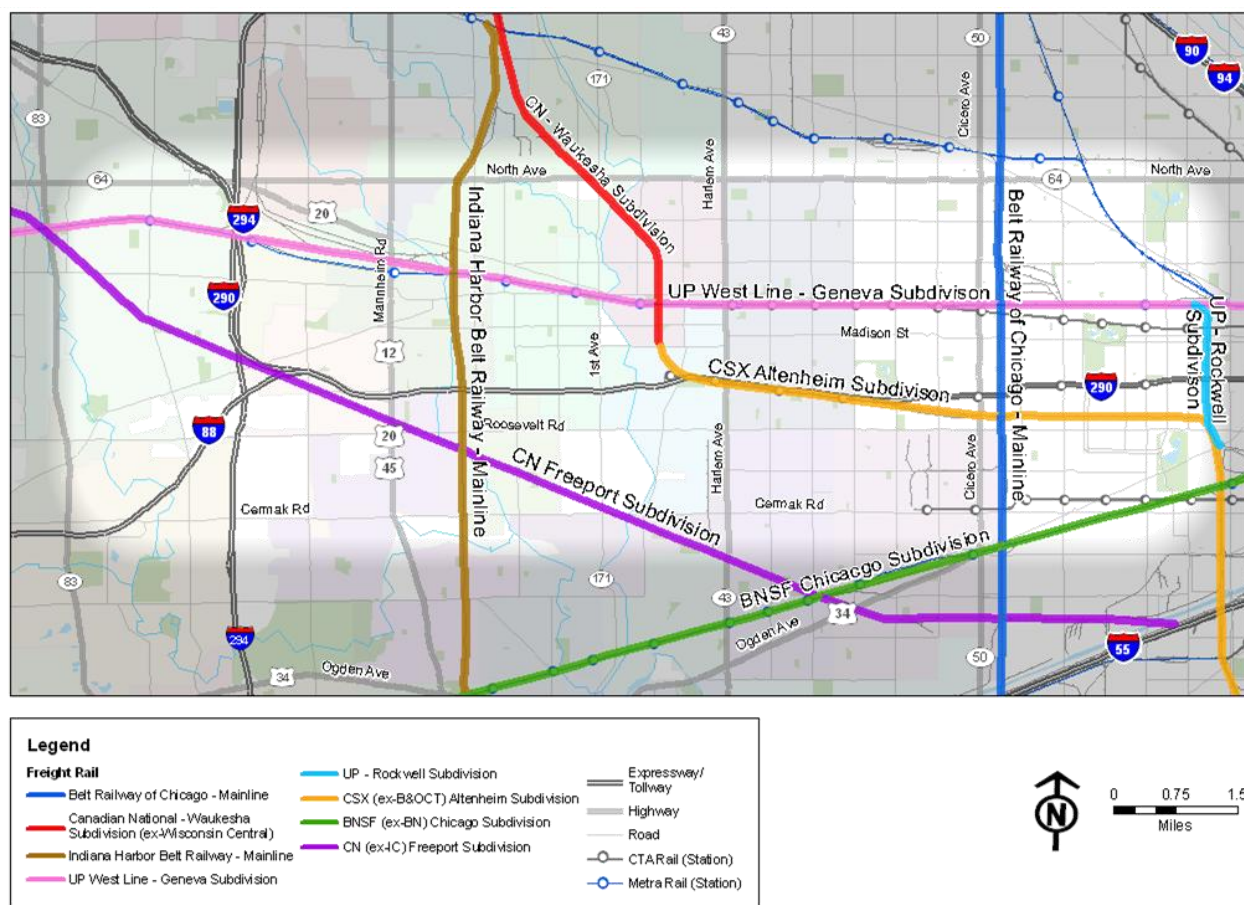 90
94
83
171
43
50
Cicero Ave
CN - Waukesha Subdivision
Harlem Ave
64
North Ave
North Ave
64
20
294
Mannheim Rd
Indiana Harbor Belt Railway - Mainline
Belt Railway of Chicago - Mainline
290
UP West Line - Geneva Subdivison
UP - Rockwell
Subdivison
Madison St
12
1st Ave
CSX Altenheim Subdivison
290
88
20
Roosevelt Rd
45
CN Freeport Subdivision
Harlem Ave
Cicero Ave
Cermak Rd
Cermak Rd
BNSF Chicacgo Subdivision
83
171
43
34
294
Ogden Ave
Ogden Ave
34
50
55
Legend
Freight Rail
Belt Railway of Chicago - Mainline
Canadian National - Waukesha
Subdivision (ex-Wisconsin Central)
Indiana Harbor Belt Railway - Mainline
UP West Line - Geneva Subdivision
UP - Rockwell Subdivision
CSX (ex-B&OCT) Altenheim Subdivision
BNSF (ex-BN) Chicago Subdivision
CN (ex-IC) Freeport Subdivision
Expressway/
Tollway
Highway
Road
CTA Rail (Station)
Metra Rail (Station)
N
0 0.75 1.5
Miles